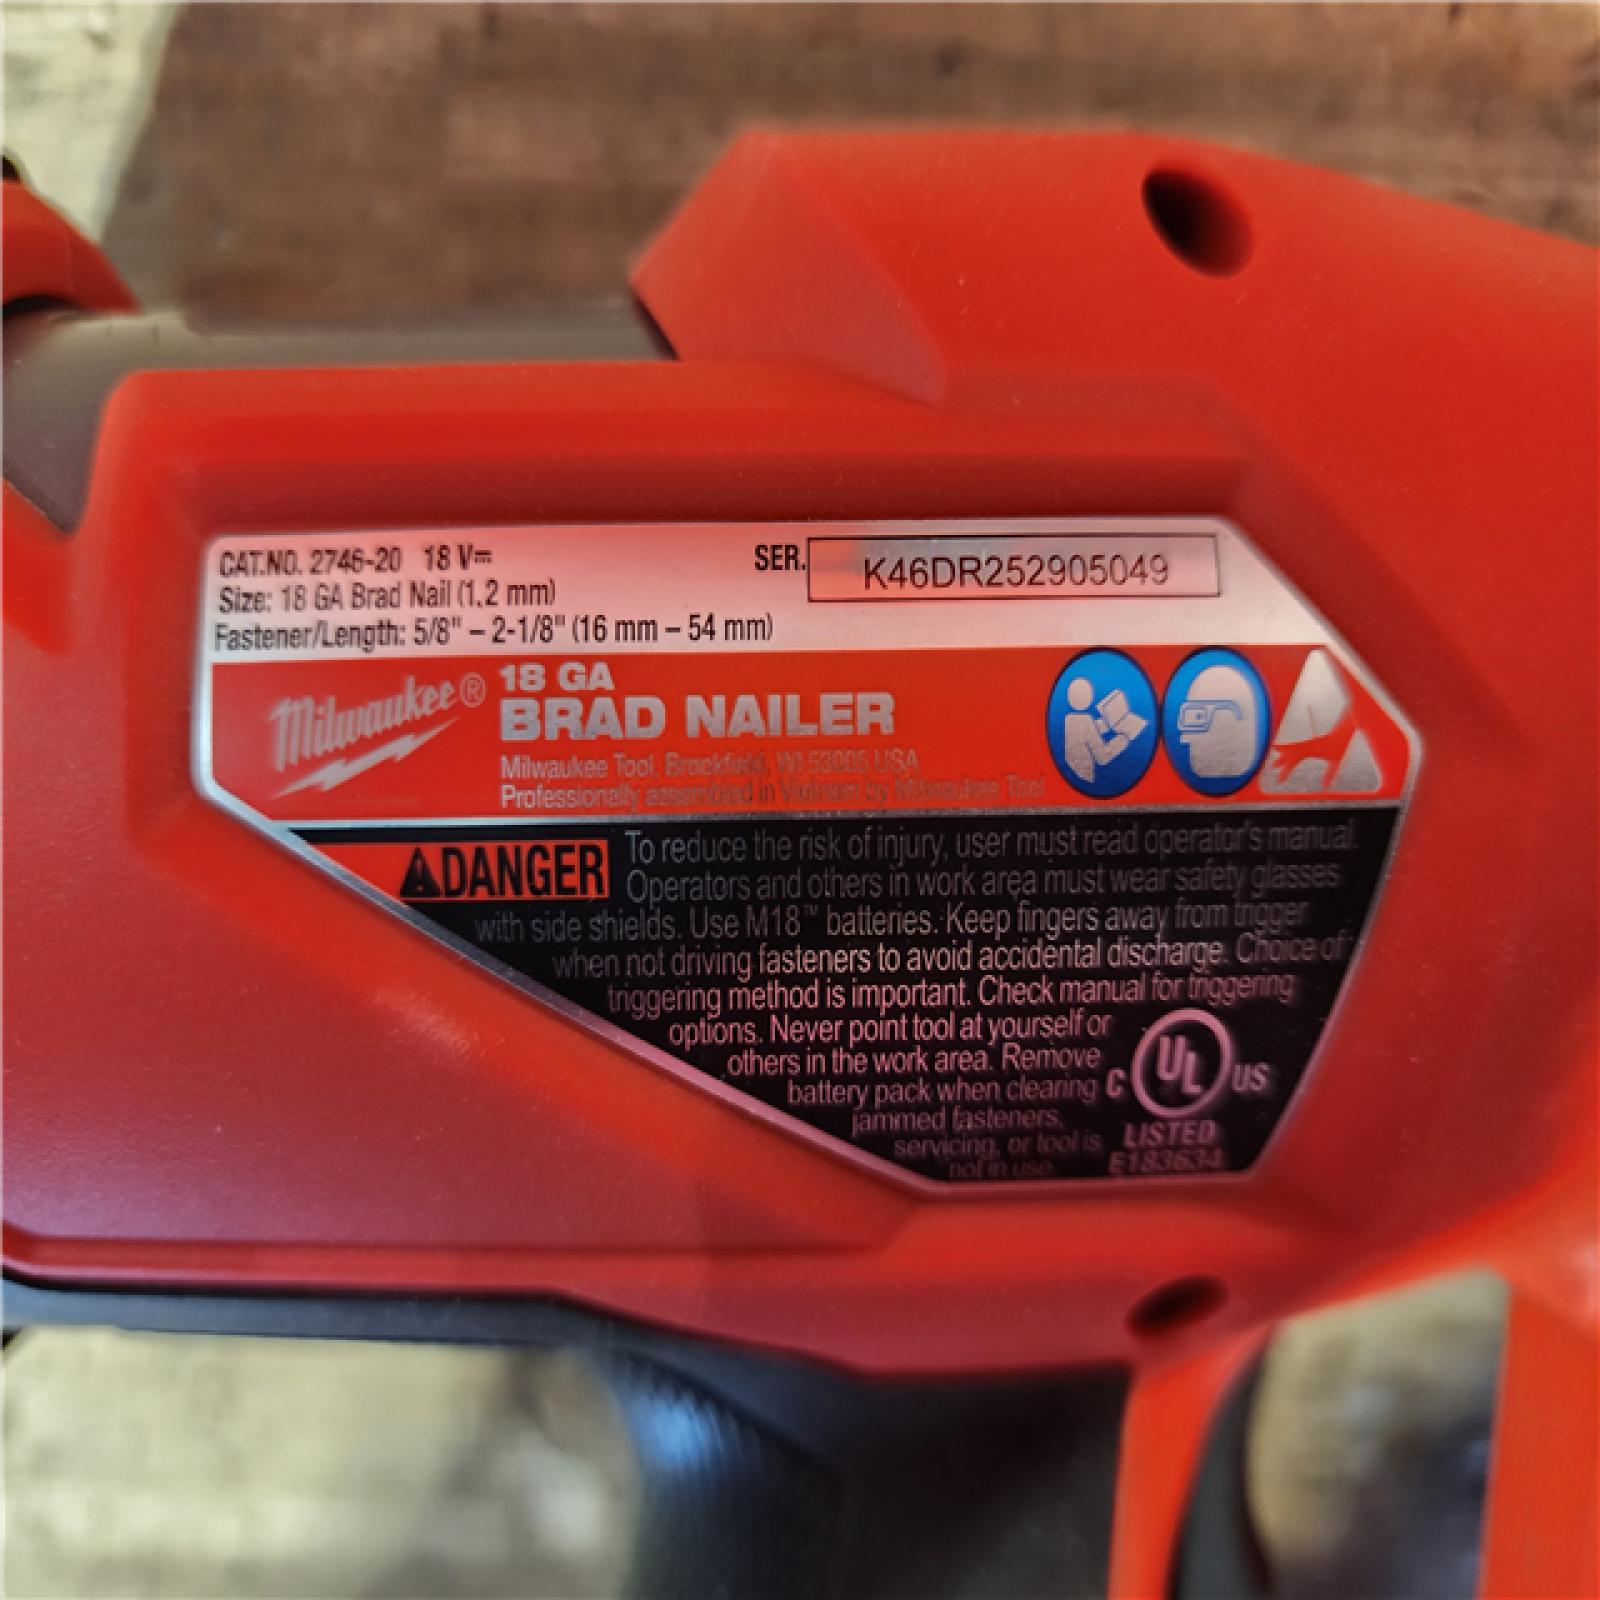 CAT.NO. 2746-20 18 V⎓
SER. K46DR252905049
Size: 18 GA Brad Nail (1,2 mm)
Fastener/Length: 5/8" – 2-1/8" (16 mm – 54 mm)
Milwaukee®
18 GA
BRAD NAILER
Milwaukee Tool, Brookfield, WI 53005 USA
Professionally assembled in Vietnam by Milwaukee Tool
DANGER To reduce the risk of injury, user must read operator's manual.
Operators and others in work area must wear safety glasses
with side shields. Use M18™ batteries. Keep fingers away from trigger
when not driving fasteners to avoid accidental discharge. Choice of
triggering method is important. Check manual for triggering
options. Never point tool at yourself or
others in the work area. Remove
battery pack when clearing
jammed fasteners,
servicing, or tool is
not in use.
C UL US
LISTED
E183634